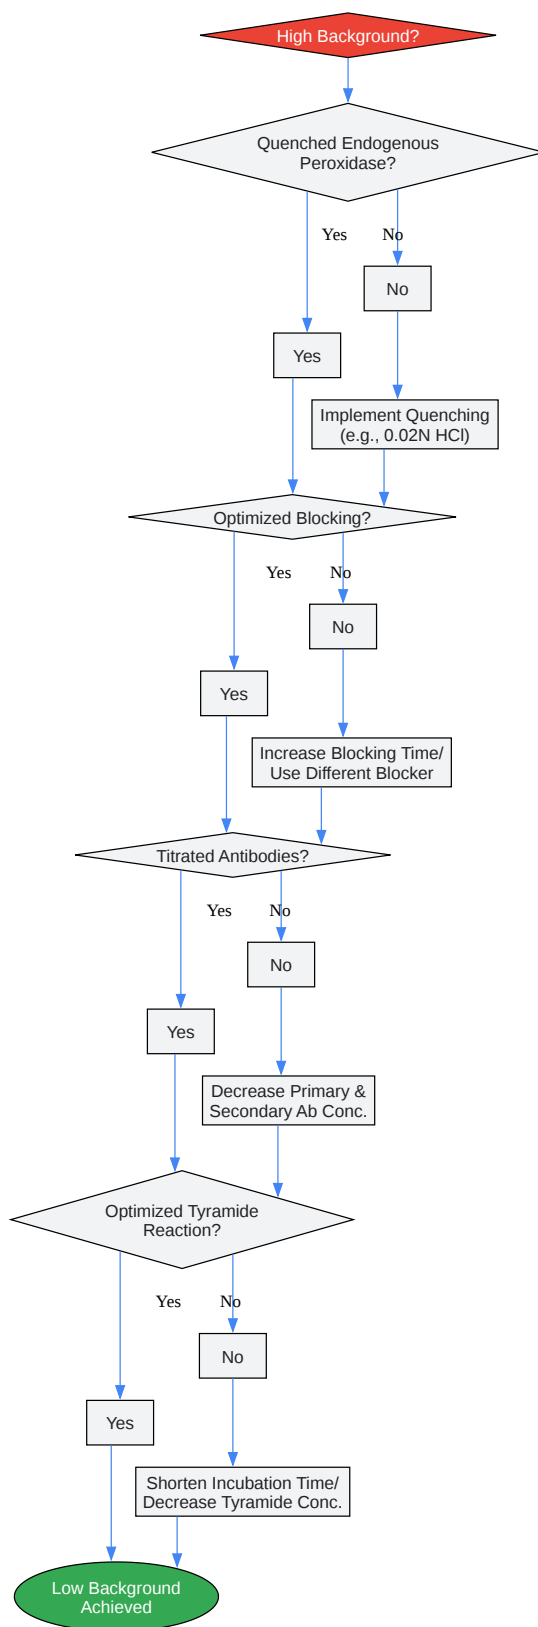 High Background?
Quenched Endogenous
Peroxidase?
Yes
No
No
Yes
Implement Quenching
(e.g., 0.02N HCl)
Optimized Blocking?
Yes
No
No
Yes
Increase Blocking Time/
Use Different Blocker
Titrated Antibodies?
Yes
No
No
Yes
Decrease Primary &
Secondary Ab Conc.
Optimized Tyramide
Reaction?
Yes
No
No
Yes
Shorten Incubation Time/
Decrease Tyramide Conc.
Low Background
Achieved